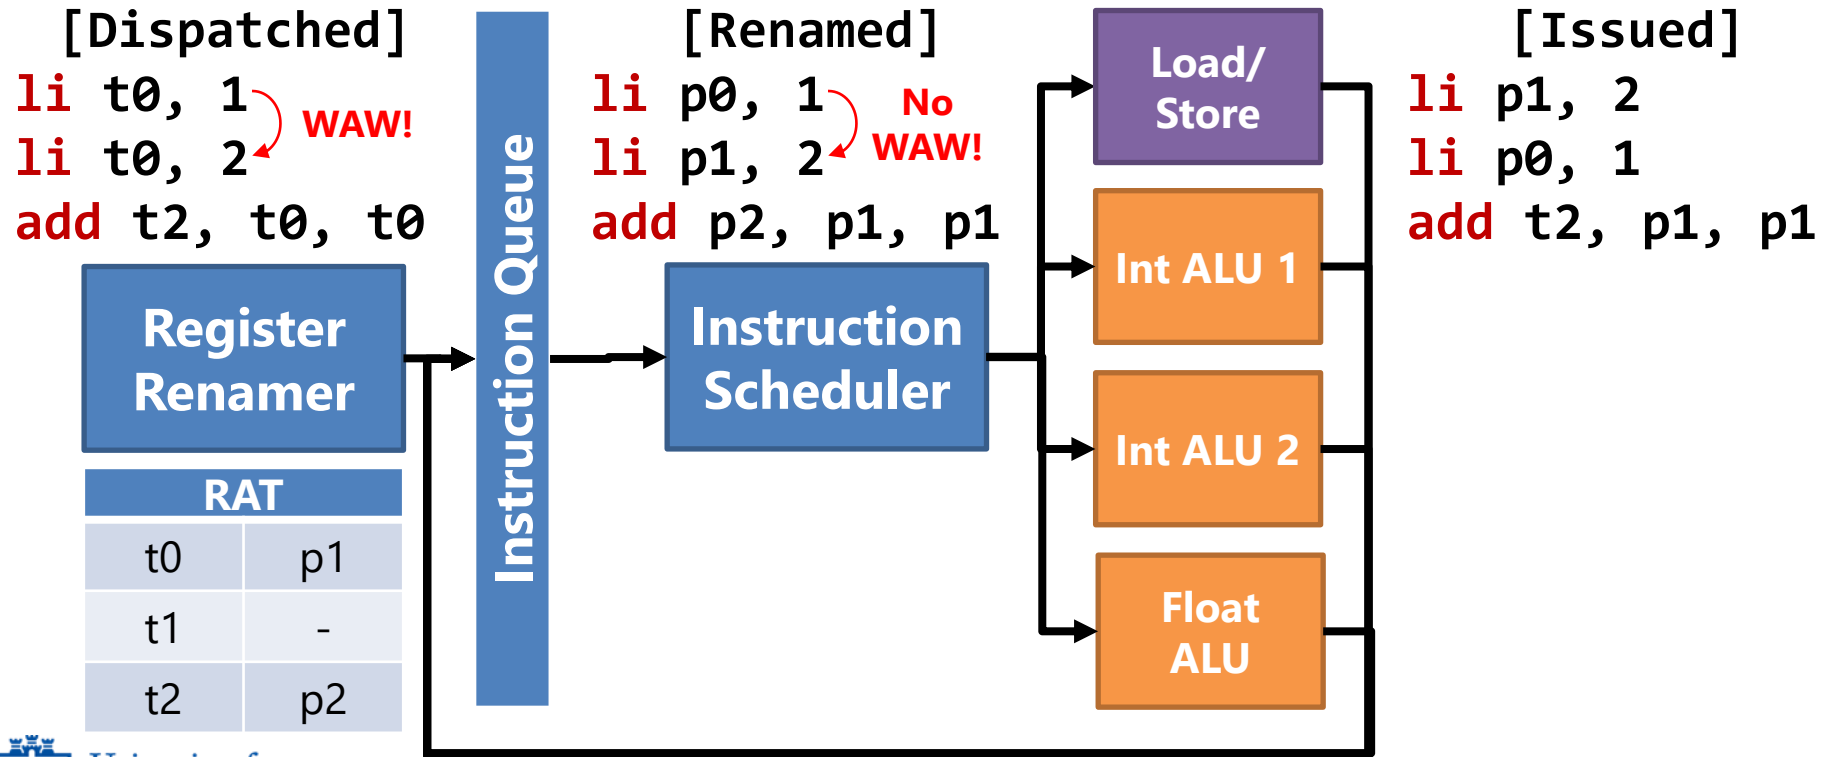 [Dispatched]
li t0, 1
WAW!
li t0, 2
add t2, t0, t0
Register
Renamer
RAT
t0 p1
t1 -
t2 p2
Instruction Queue
[Renamed]
li p0, 1
No
WAW!
li p1, 2
add p2, p1, p1
Instruction
Scheduler
Load/
Store
Int ALU 1
Int ALU 2
Float
ALU
[Issued]
li p1, 2
li p0, 1
add t2, p1, p1